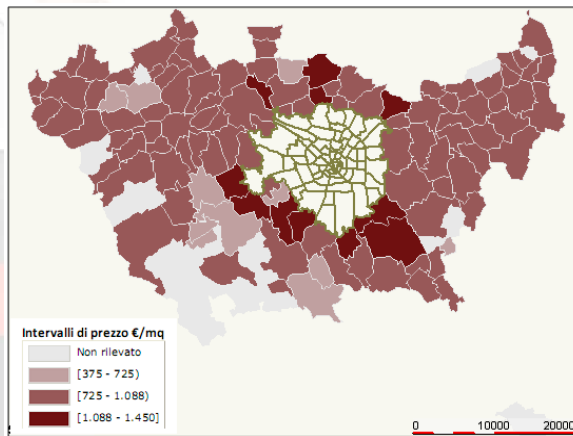 Intervalli di prezzo €/mq
Non rilevato
[375 - 725)
[725 - 1.088)
[1.088 - 1.450]
0 10000 20000